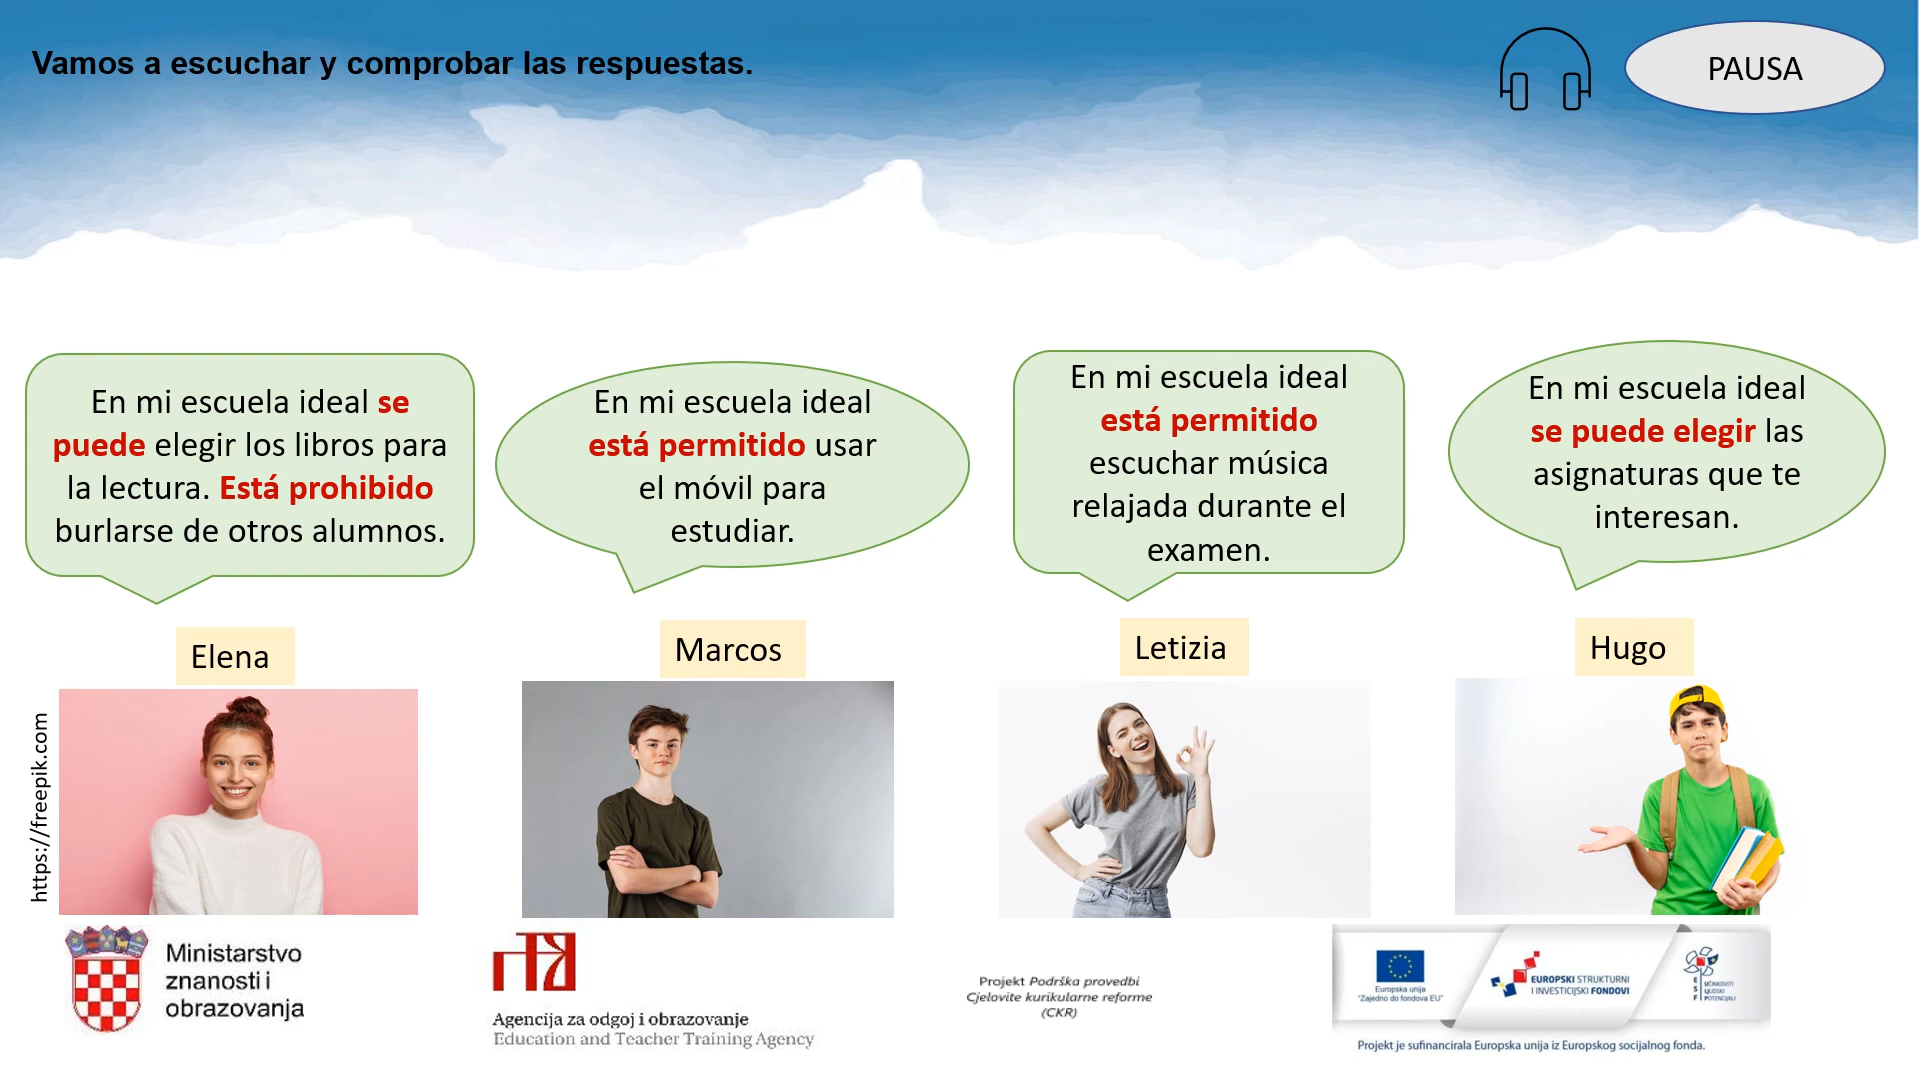 Vamos a escuchar y comprobar las respuestas.
PAUSA
En mi escuela ideal se
puede elegir los libros para
la lectura. Está prohibido
burlarse de otros alumnos.
En mi escuela ideal
está permitido usar
el móvil para
estudiar.
En mi escuela ideal
está permitido
escuchar música
relajada durante el
examen.
En mi escuela ideal
se puede elegir las
asignaturas que te
interesan.
Elena
Marcos
Letizia
Hugo
https://freepik.com
Ministarstvo
znanosti i
obrazovanja
Agencija za odgoj i obrazovanje
Education and Teacher Training Agency
Projekt Podrška provedbi
Cjelovite kurikularne reforme
(CKR)
Europska unija
"Zajedno do fondova EU"
EUROPSKI STRUKTURNI
I INVESTICIJSKI FONDOVI
ESF
UČINKOVITI
LJUDSKI
POTENCIJALI
Projekt je sufinancirala Europska unija iz Europskog socijalnog fonda.